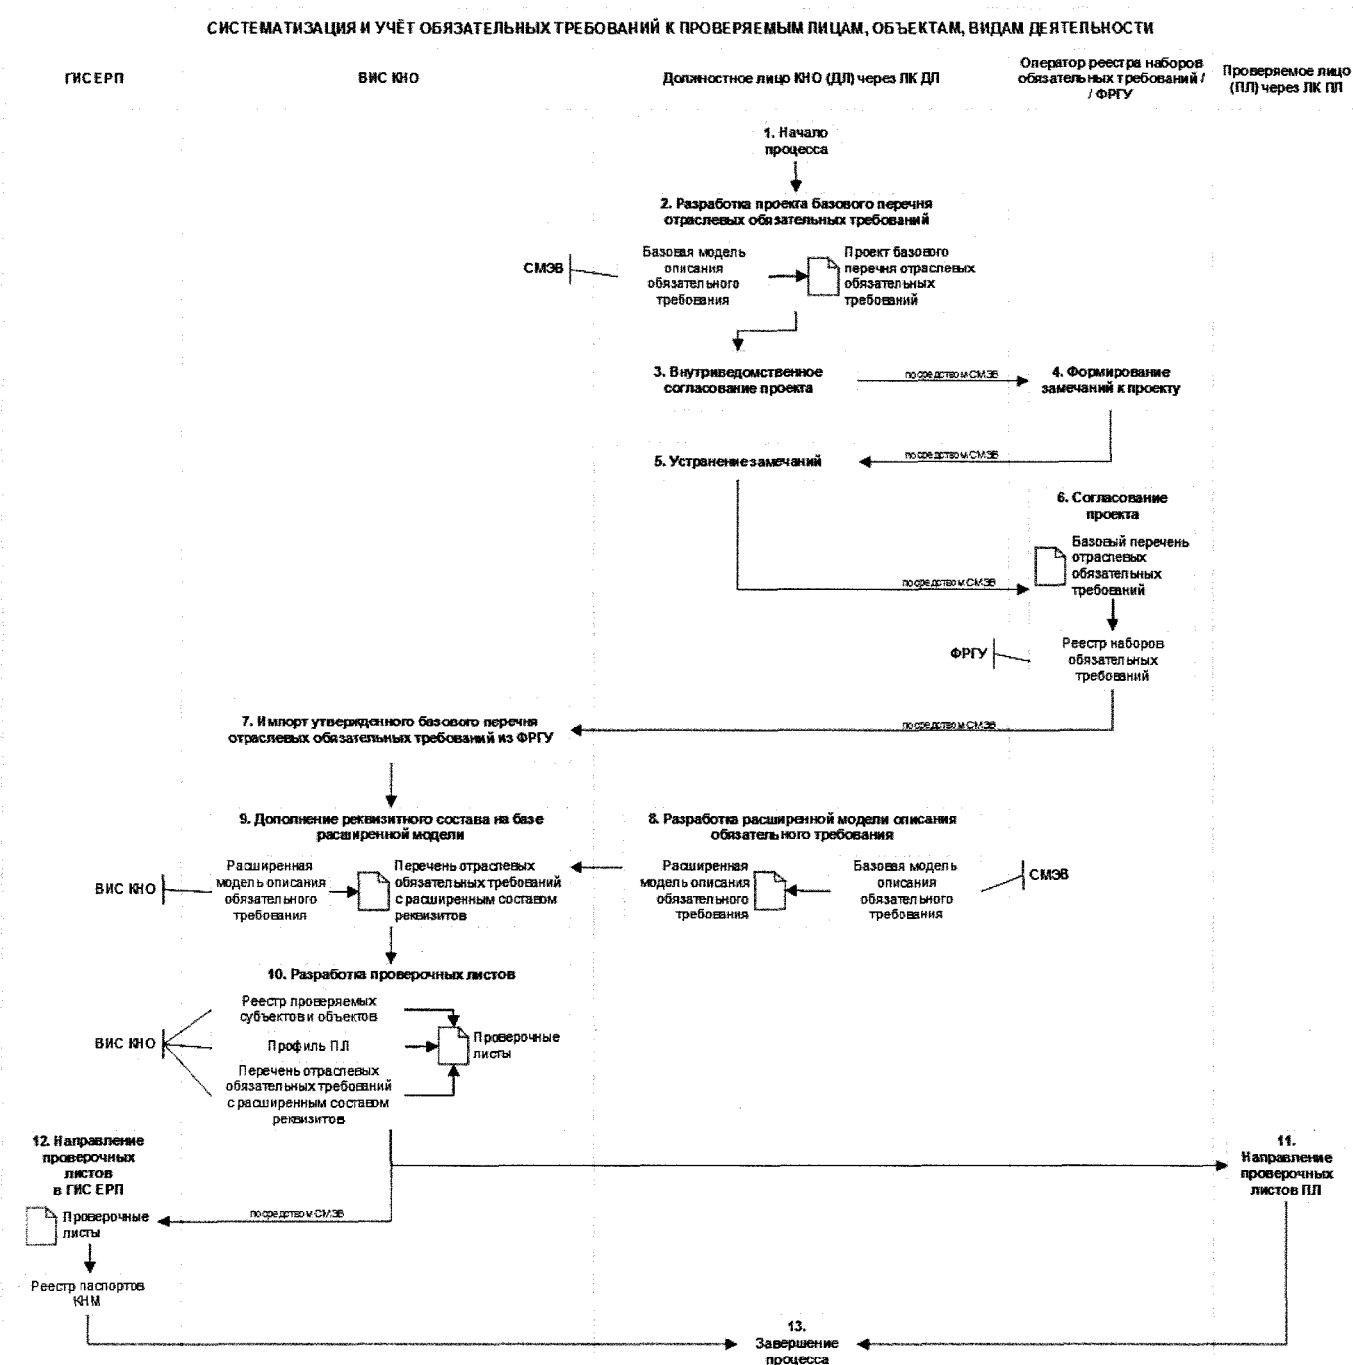 СИСТЕМАТИЗАЦИЯ И УЧЁТ ОБЯЗАТЕЛЬНЫХ ТРЕБОВАНИЙ К ПРОВЕРЯЕМЫМ ЛИЦАМ, ОБЪЕКТАМ, ВИДАМ ДЕЯТЕЛЬНОСТИ
ГИС ЕРП
ВИС КНО
Должностное лицо КНО (ДЛ) через ЛК ДЛ
Оператор реестра наборов
обязательных требований /
/ ФРГУ
Проверяемое лицо
(ПЛ) через ЛК ПЛ
1. Начало
процесса
2. Разработка проекта базового перечня
отраслевых обязательных требований
СМЭВ
Базовая модель
описания
обязательного
требования
Проект базового
перечня отраслевых
обязательных
требований
3. Внутриведомственное
согласование проекта
посредством СМЭВ
4. Формирование
замечаний к проекту
5. Устранение замечаний
посредством СМЭВ
6. Согласование
проекта
Базовый перечень
отраслевых
обязательных
требований
посредством СМЭВ
ФРГУ
Реестр наборов
обязательных
требований
7. Импорт утвержденного базового перечня
отраслевых обязательных требований из ФРГУ
посредством СМЭВ
9. Дополнение реквизитного состава на базе
расширенной модели
8. Разработка расширенной модели описания
обязательного требования
ВИС КНО
Расширенная
модель описания
обязательного
требования
Перечень отраслевых
обязательных требований
с расширенным составом
реквизитов
Расширенная
модель описания
обязательного
требования
Базовая модель
описания
обязательного
требования
СМЭВ
10. Разработка проверочных листов
Реестр проверяемых
субъектов и объектов
ВИС КНО
Профиль ПЛ
Проверочные
листы
Перечень отраслевых
обязательных требований
с расширенным составом
реквизитов
12. Направление
проверочных
листов
в ГИС ЕРП
11.
Направление
проверочных
листов ПЛ
Проверочные
листы
посредством СМЭВ
Реестр паспортов
КНМ
13.
Завершение
процесса